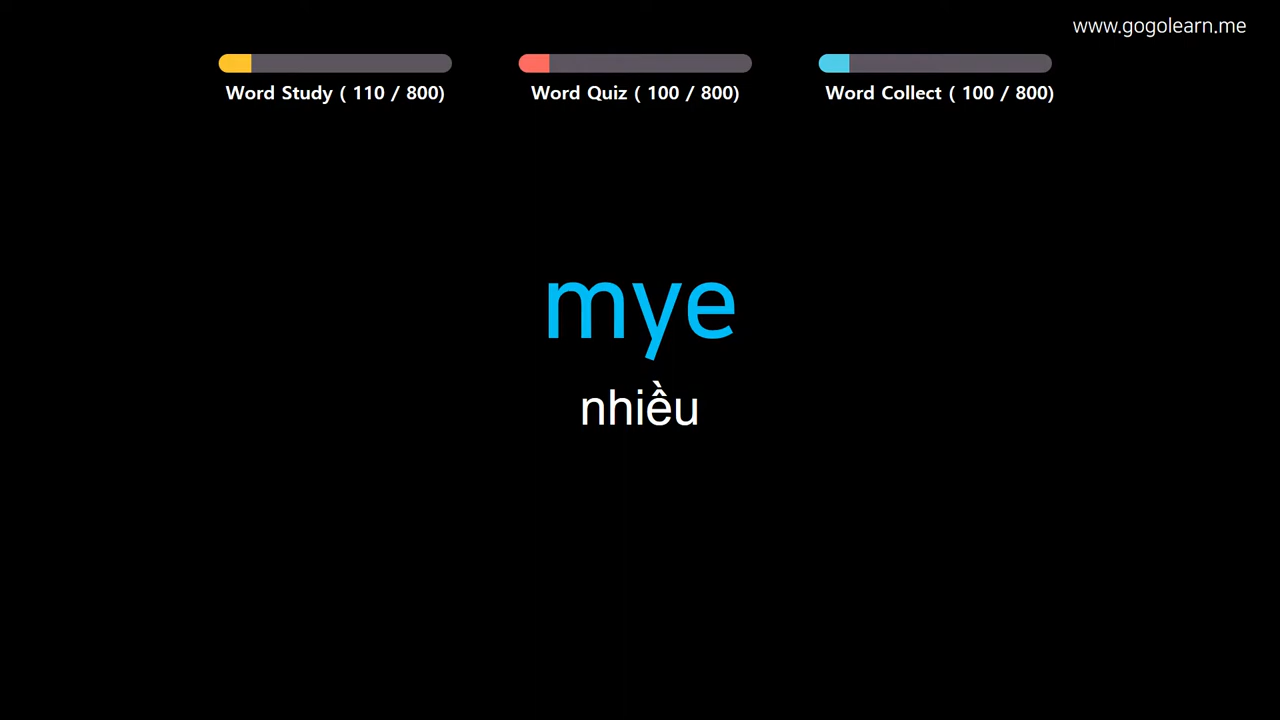 www.gogolearn.me
Word Study ( 110 / 800)
Word Quiz ( 100 / 800)
Word Collect ( 100 / 800)
mye
nhiều